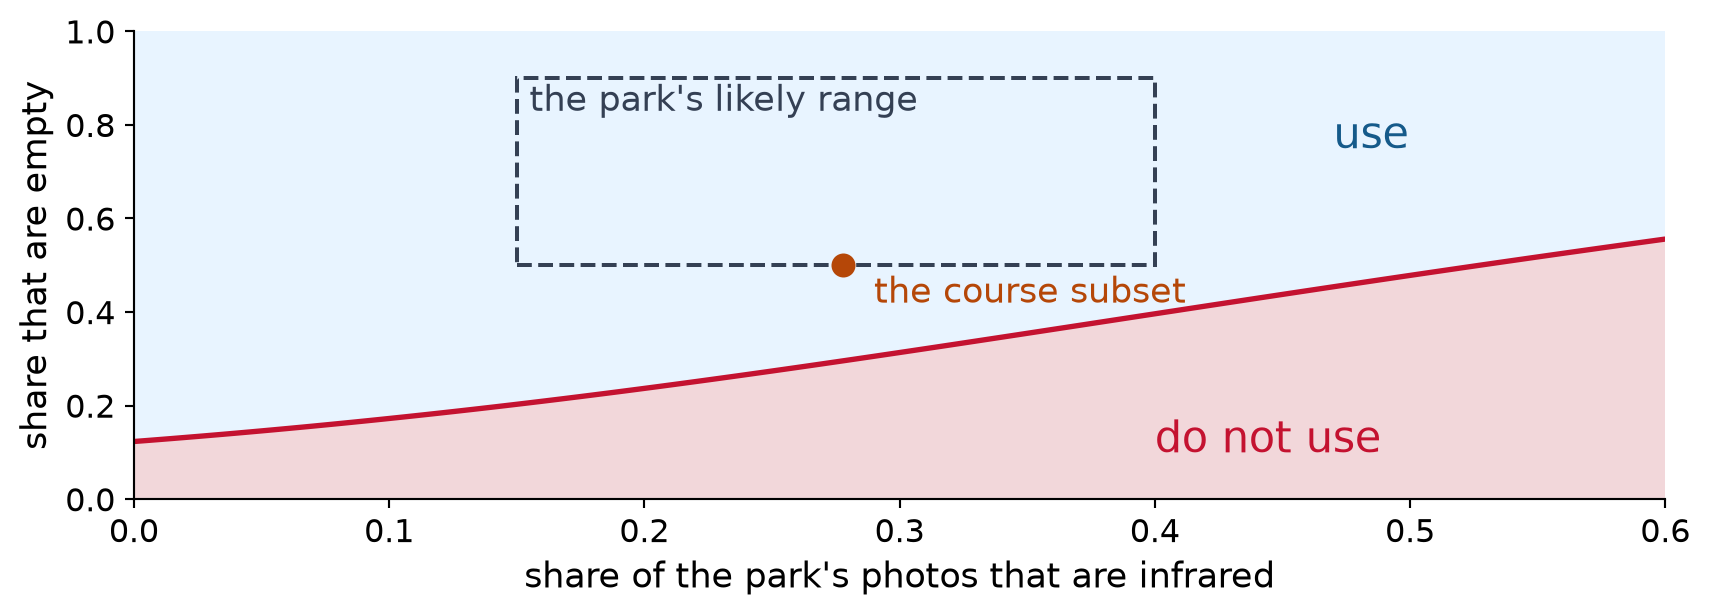 1.0
0.8
0.6
0.4
0.2
0.0
share that are empty
the park's likely range
use
the course subset
do not use
0.0 0.1 0.2 0.3 0.4 0.5 0.6
share of the park's photos that are infrared